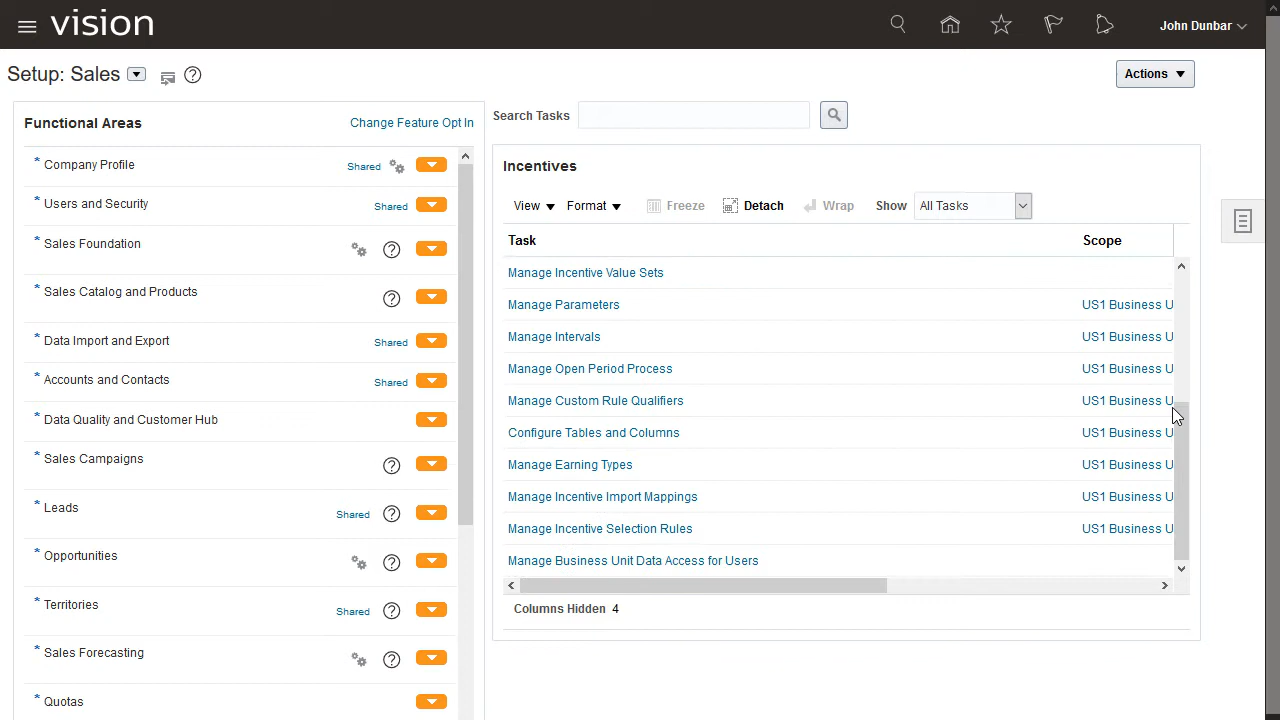 vision
John Dunbar
Setup: Sales
Actions
Functional Areas
Change Feature Opt In
* Company Profile Shared
* Users and Security Shared
* Sales Foundation
* Sales Catalog and Products
* Data Import and Export Shared
* Accounts and Contacts Shared
* Data Quality and Customer Hub
* Sales Campaigns
* Leads Shared
* Opportunities
* Territories Shared
* Sales Forecasting
* Quotas
Search Tasks
Incentives
View Format Freeze Detach Wrap Show All Tasks
Task Scope
Manage Incentive Value Sets
Manage Parameters US1 Business U
Manage Intervals US1 Business U
Manage Open Period Process US1 Business U
Manage Custom Rule Qualifiers US1 Business U
Configure Tables and Columns US1 Business U
Manage Earning Types US1 Business U
Manage Incentive Import Mappings US1 Business U
Manage Incentive Selection Rules US1 Business U
Manage Business Unit Data Access for Users
Columns Hidden 4